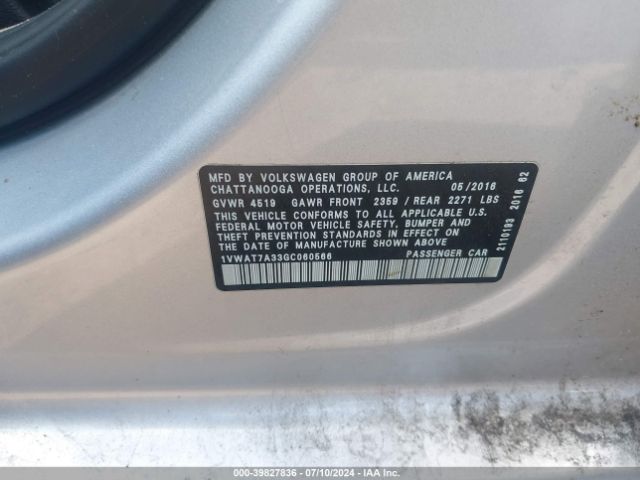 MFD BY VOLKSWAGEN GROUP OF AMERICA
CHATTANOOGA OPERATIONS, LLC. 05/2016
GVWR 4519 GAWR FRONT 2359 / REAR 2271 LBS
THIS VEHICLE CONFORMS TO ALL APPLICABLE U.S.
FEDERAL MOTOR VEHICLE SAFETY, BUMPER AND
THEFT PREVENTION STANDARDS IN EFFECT ON
THE DATE OF MANUFACTURE SHOWN ABOVE
1VWAT7A33GC060566 PASSENGER CAR
2110193 2016 62
000-39827836 - 07/10/2024 - IAA Inc.